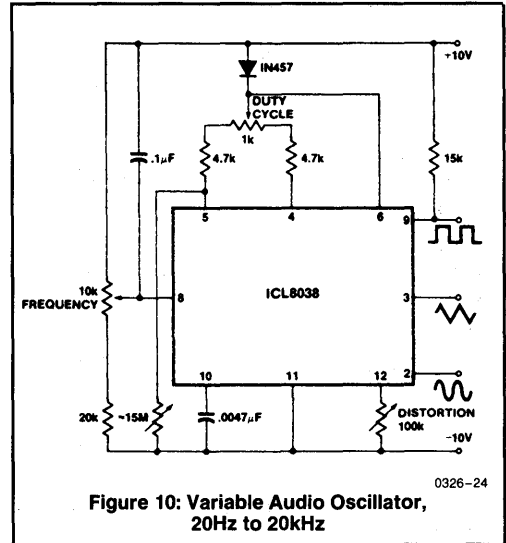 +10V
IN457
DUTY
CYCLE
1k
.1μF
4.7k
4.7k
15k
5
4
6
9
10k
FREQUENCY
8
ICL8038
3
10
11
12
2
20k
~15M
.0047μF
DISTORTION
100k
-10V
0326-24
Figure 10: Variable Audio Oscillator,
20Hz to 20kHz